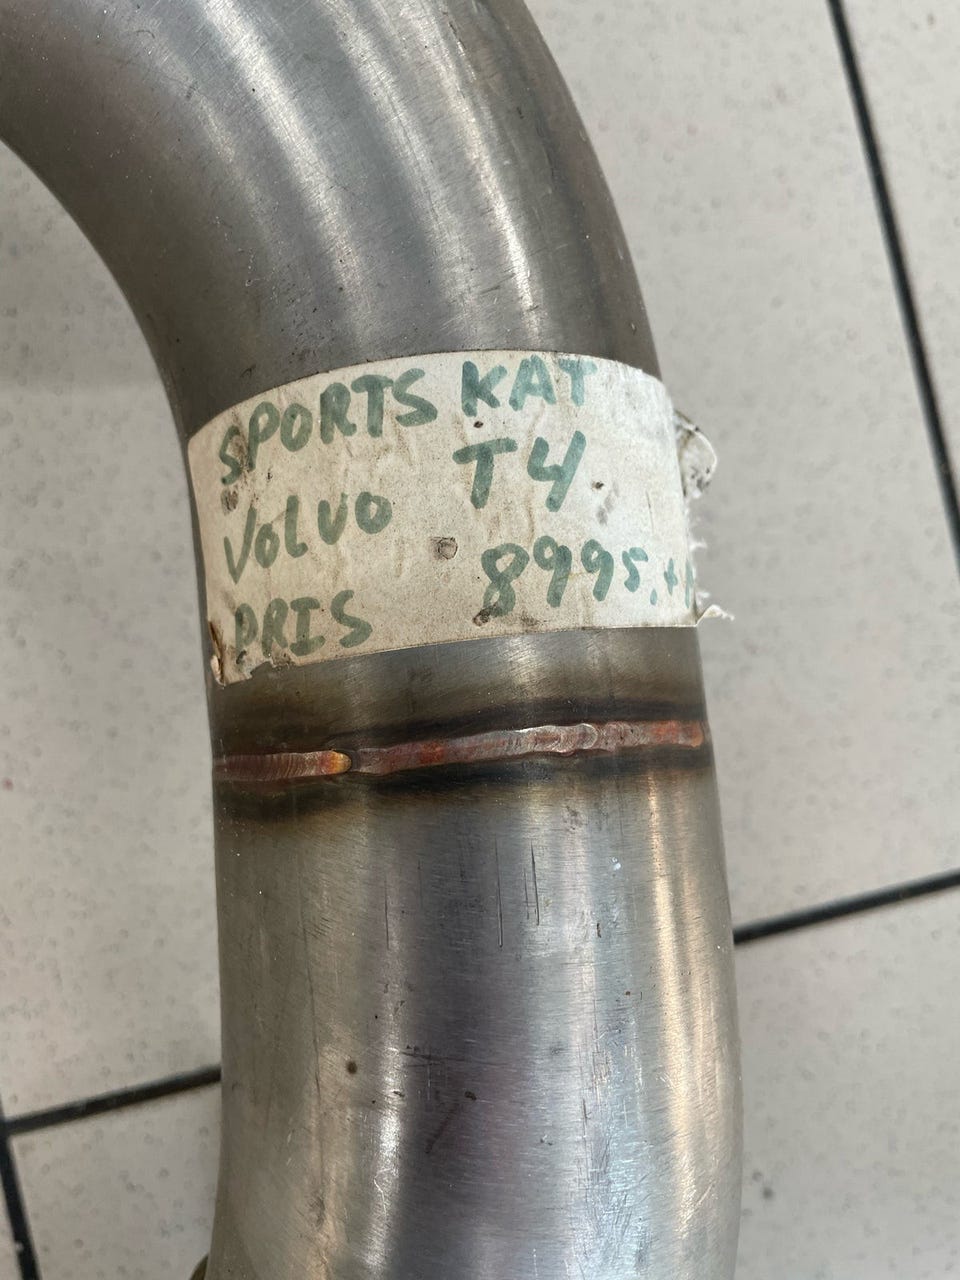 SPORTS KAT
VOLVO T4
PRIS 8995,+